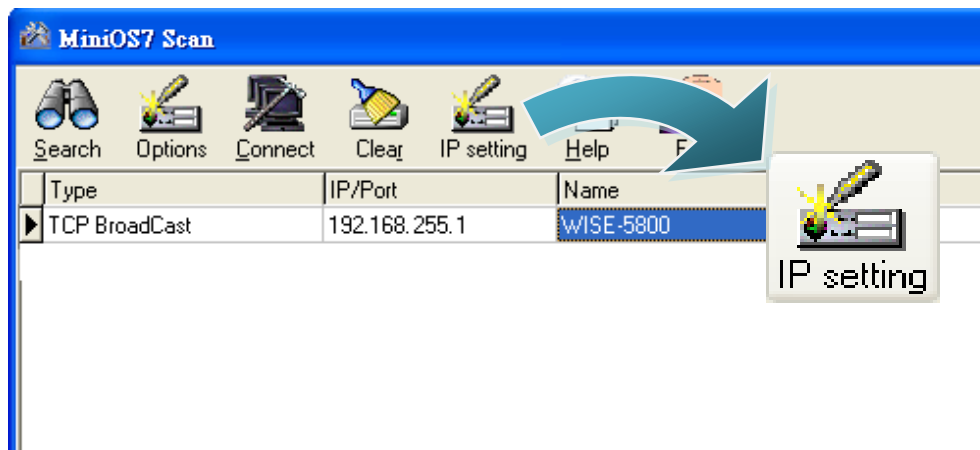 MiniOS7 Scan
Search Options Connect Clear IP setting Help
Type IP/Port Name
TCP BroadCast 192.168.255.1 WISE-5800
IP setting